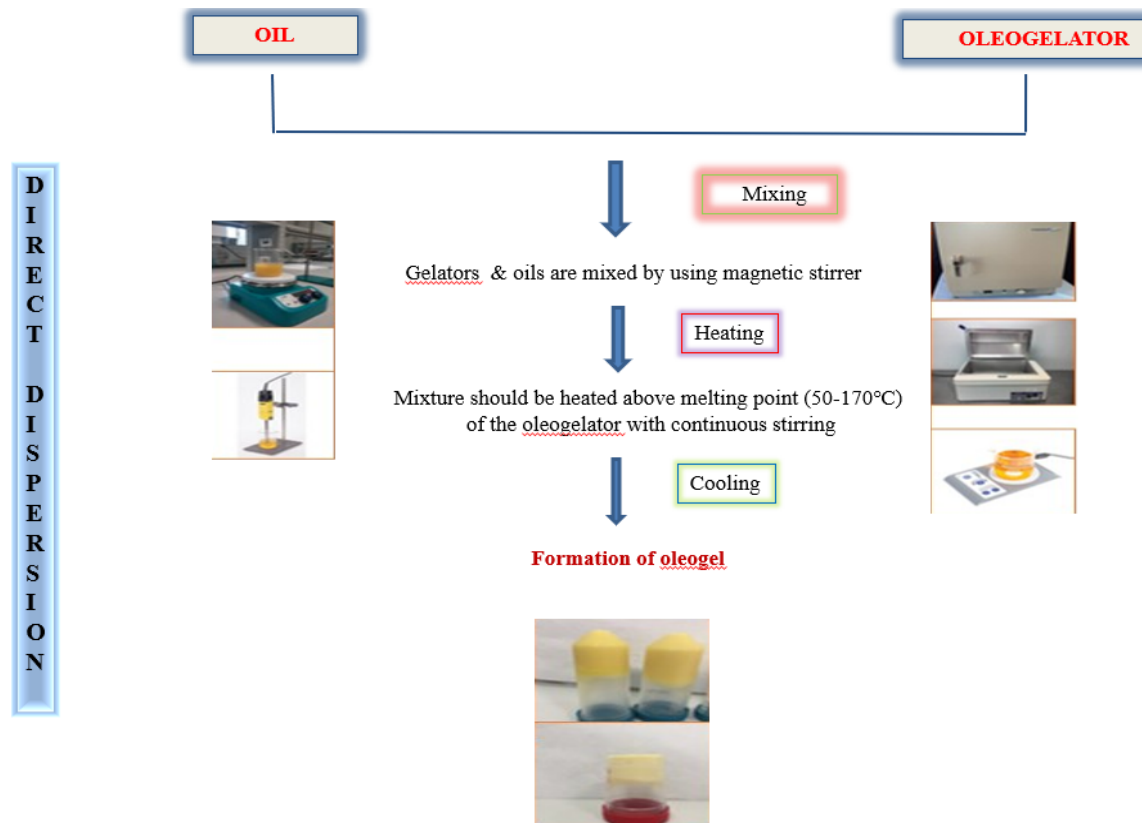 OIL
OLEOGELATOR
DIRECT DISPERSION
Mixing
Gelators & oils are mixed by using magnetic stirrer
Heating
Mixture should be heated above melting point (50-170°C)
of the oleogelator with continuous stirring
Cooling
Formation of oleogel